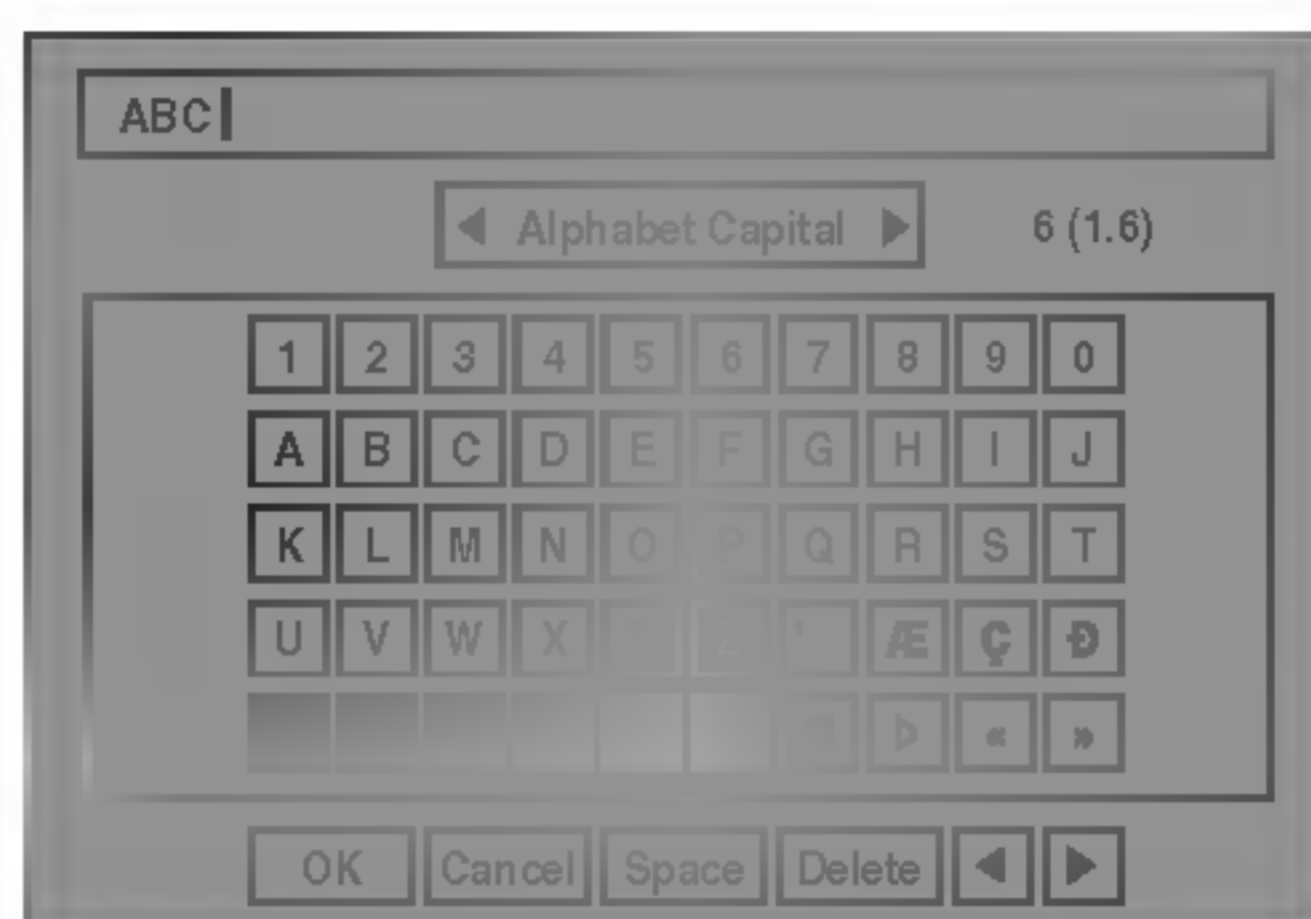 ABC
◀ Alphabet Capital ▶ 6 (1.6)
1 2 3 4 5 6 7 8 9 0
A B C D E F G H I J
K L M N O P Q R S T
U V W X Z ' Æ Ç Đ
Þ « »
OK Cancel Space Delete ◀ ▶